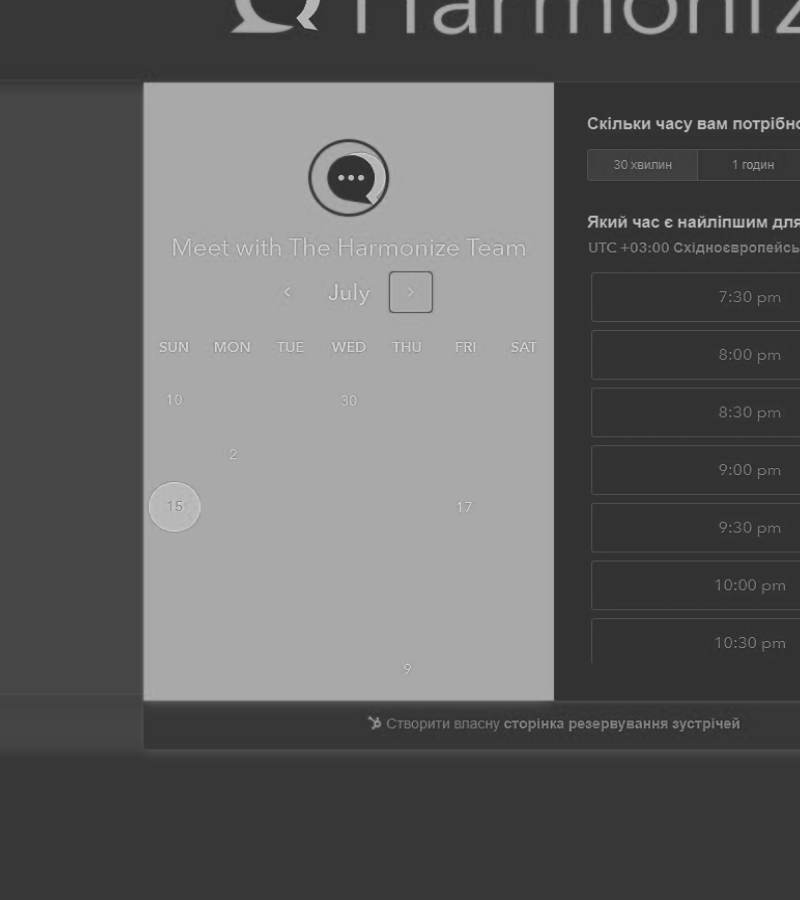 Harmoniz
Meet with The Harmonize Team
July
SUN MON TUE WED THU FRI SAT
10 30
2
15 17
9
Скільки часу вам потрібно
30 хвилин 1 годин
Який час є найліпшим для
UTC +03:00 Східноєвропейсь
7:30 pm
8:00 pm
8:30 pm
9:00 pm
9:30 pm
10:00 pm
10:30 pm
Створити власну сторінка резервування зустрічей